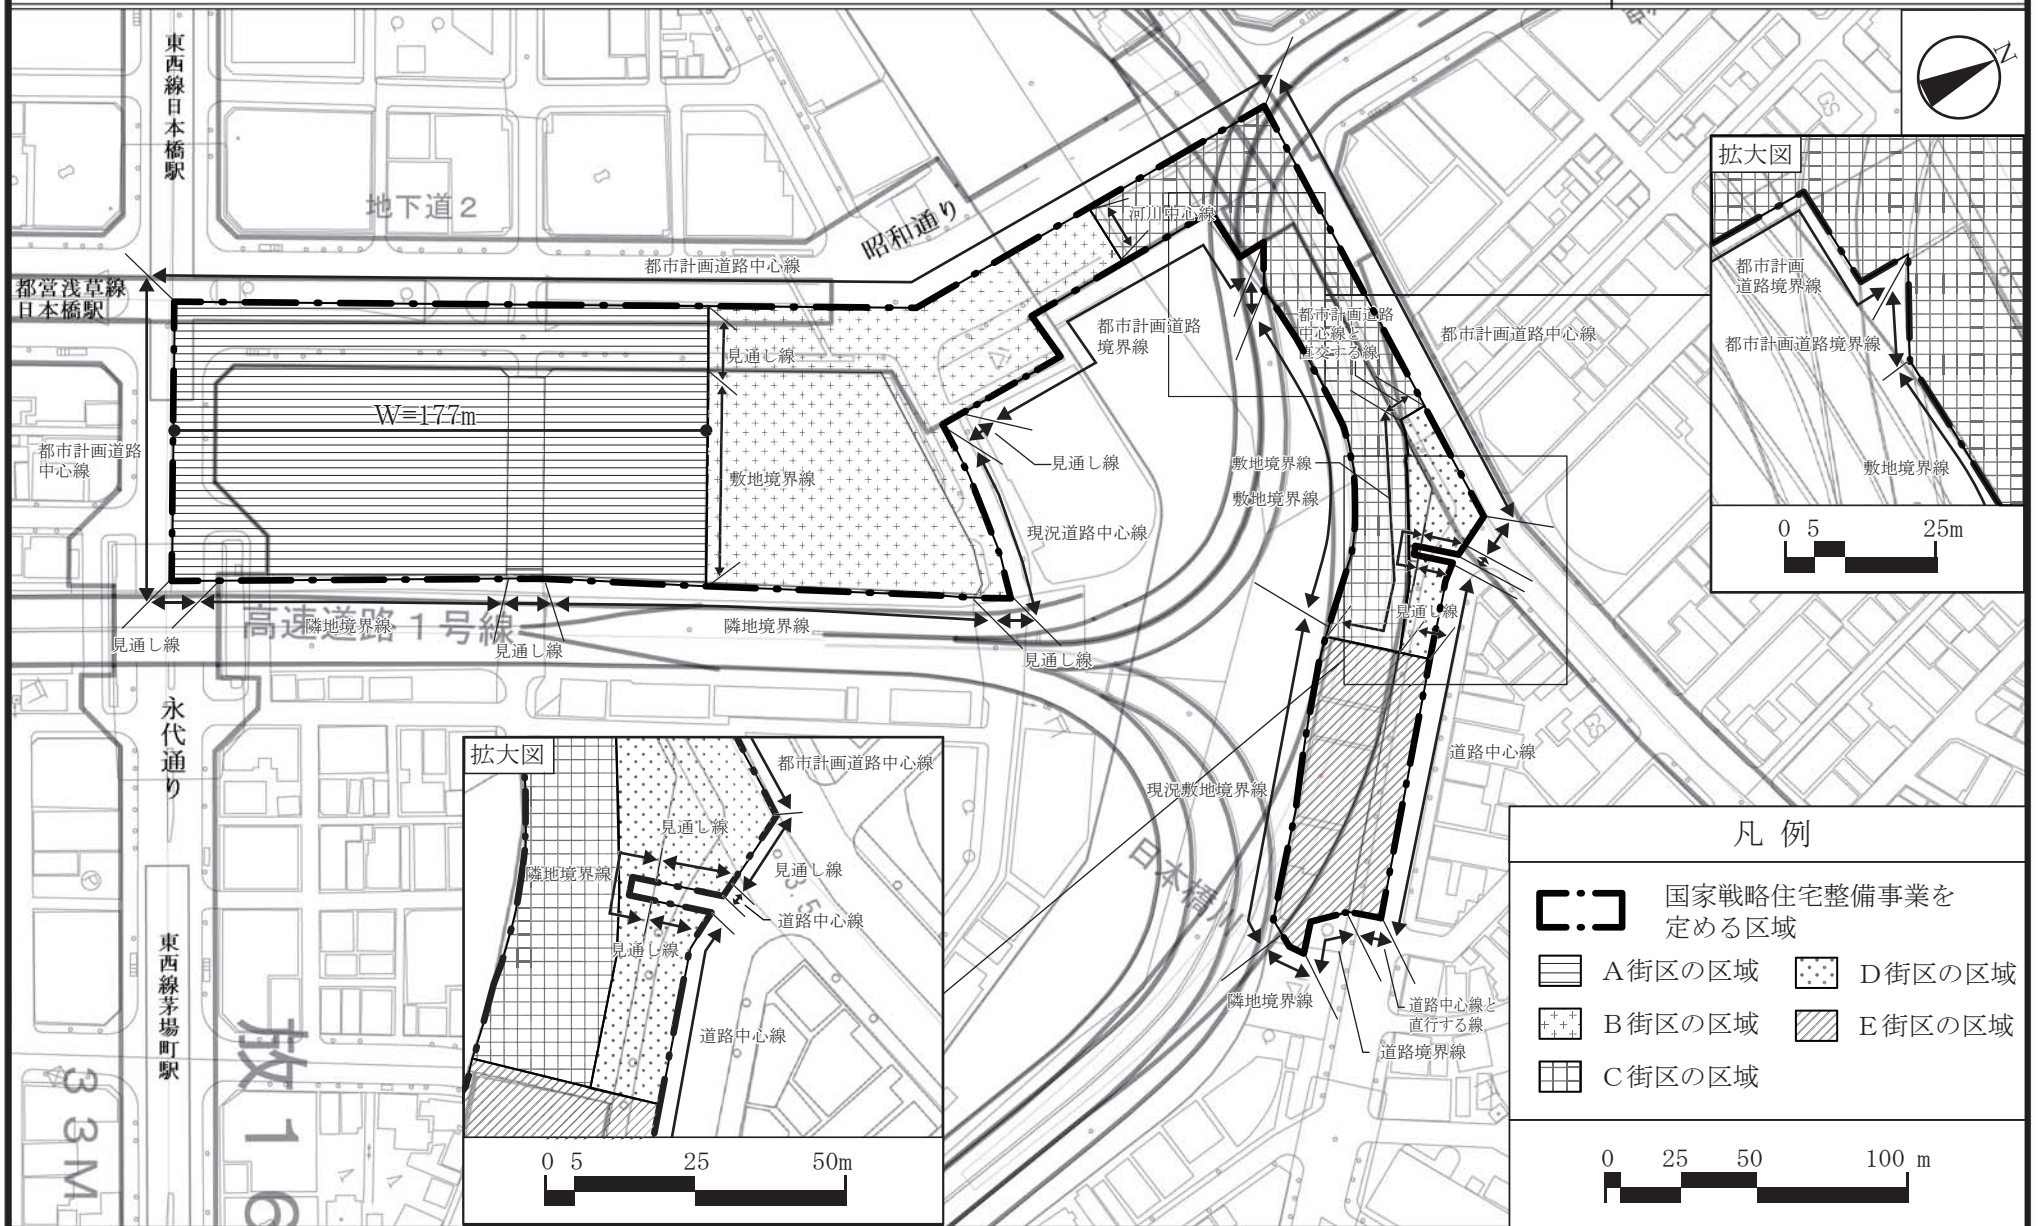 N
東西線日本橋駅
地下道2
昭和通り
河川中心線
都市計画道路中心線
都営浅草線
日本橋駅
見通し線
W=177m
都市計画道路
中心線
敷地境界線
都市計画道路
境界線
都市計画道路
中心線と
直交する線
都市計画道路中心線
見通し線
敷地境界線
敷地境界線
現況道路中心線
見通し線
高速道路1号線
隣地境界線
見通し線
隣地境界線
見通し線
見通し線
永代通り
東西線茅場町駅
33M
道路中心線
現況敷地境界線
日本橋川
隣地境界線
道路中心線と
直行する線
道路境界線
GS
GS
P
拡大図
都市計画
道路境界線
都市計画道路境界線
敷地境界線
0 5 25m
拡大図
都市計画道路中心線
見通し線
隣地境界線
見通し線
3.5
道路中心線
見通し線
道路中心線
0 5 25 50m
凡例
国家戦略住宅整備事業を
定める区域
A街区の区域
D街区の区域
B街区の区域
E街区の区域
C街区の区域
0 25 50 100 m